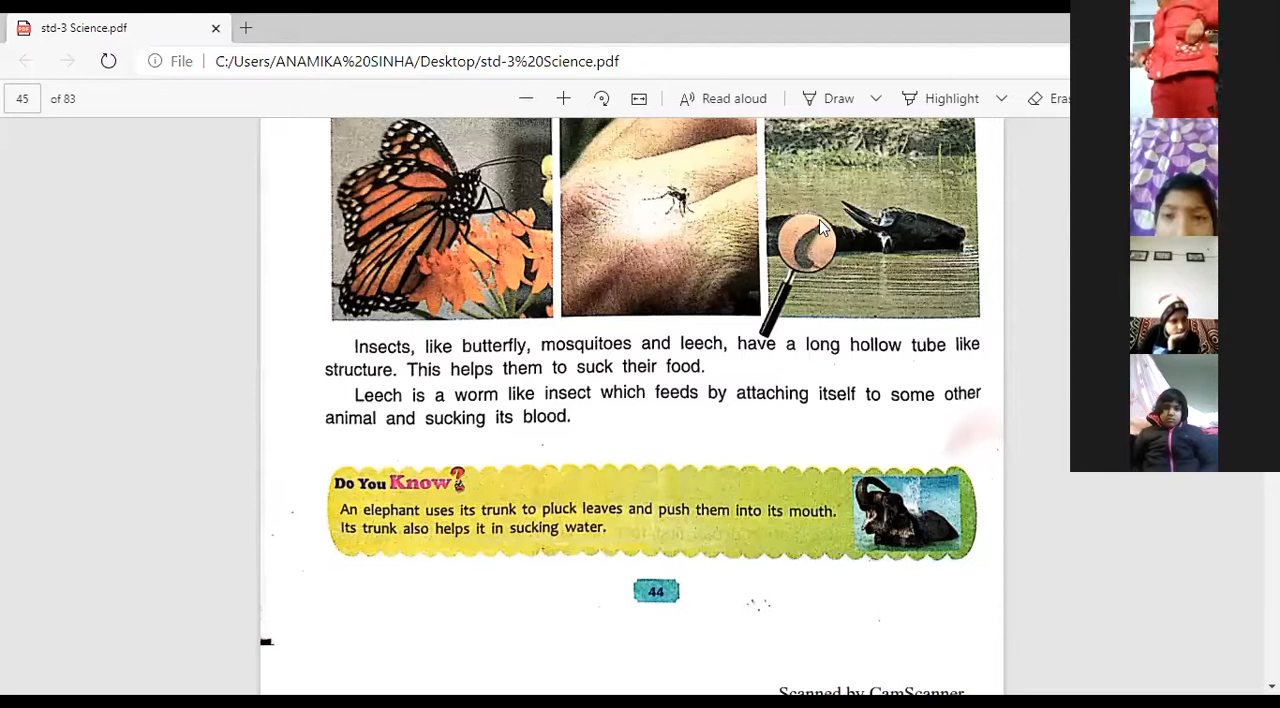 std-3 Science.pdf
File C:/Users/ANAMIKA%20SINHA/Desktop/std-3%20Science.pdf
45 of 83 Read aloud Draw Highlight Eras
Insects, like butterfly, mosquitoes and leech, have a long hollow tube like
structure. This helps them to suck their food.
Leech is a worm like insect which feeds by attaching itself to some other
animal and sucking its blood.
Do You Know?
An elephant uses its trunk to pluck leaves and push them into its mouth.
Its trunk also helps it in sucking water.
44
Scanned by CamScanner